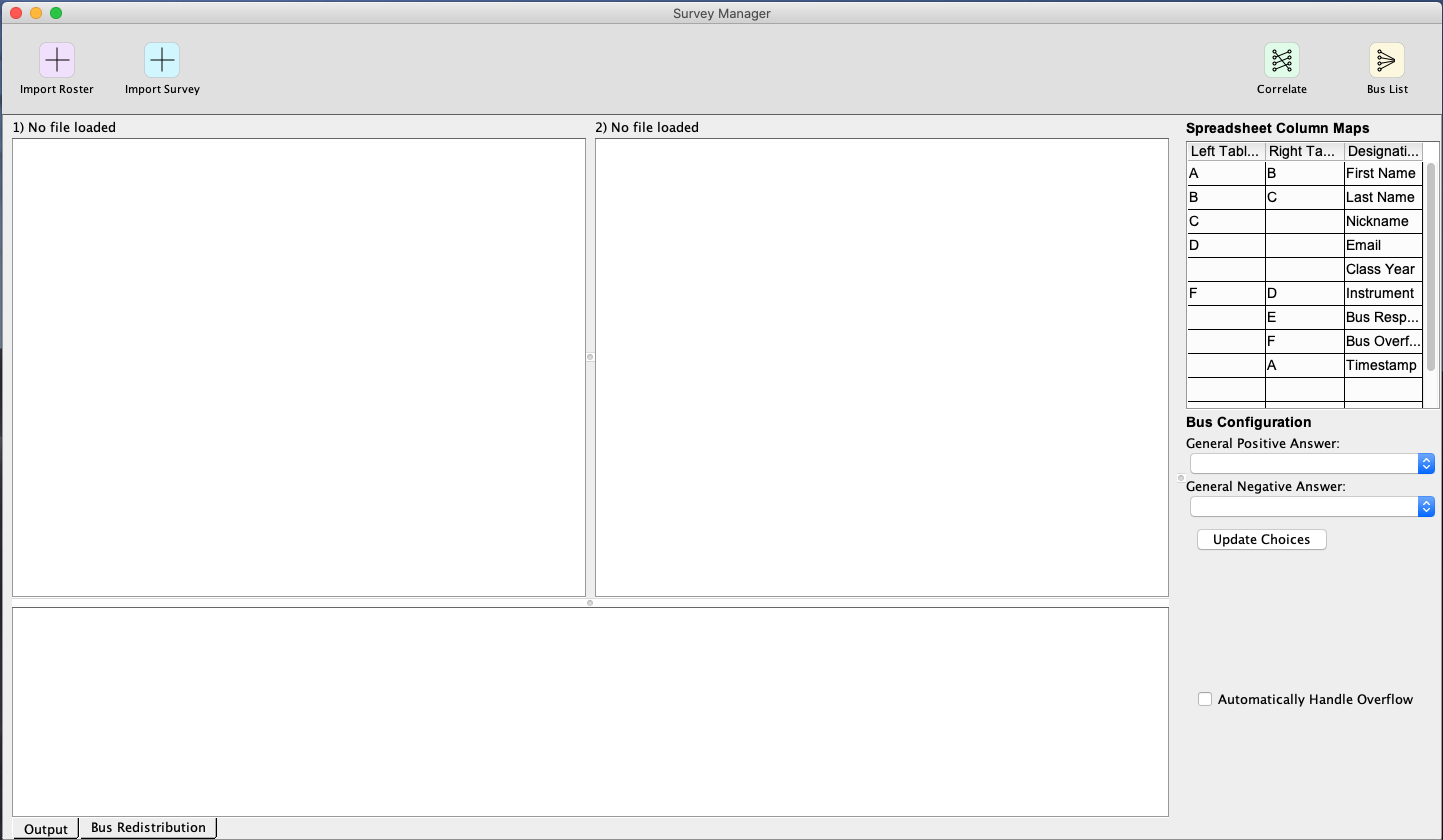 Survey Manager
Import Roster
Import Survey
Correlate
Bus List
1) No file loaded
2) No file loaded
Spreadsheet Column Maps
Left Tabl... Right Ta... Designati...
A B First Name
B C Last Name
C Nickname
D Email
Class Year
F D Instrument
E Bus Resp...
F Bus Overf...
A Timestamp
Bus Configuration
General Positive Answer:
General Negative Answer:
Update Choices
Automatically Handle Overflow
Output
Bus Redistribution